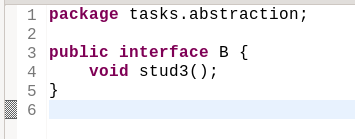 1 package tasks.abstraction;
2
3 public interface B {
4     void stud3();
5 }
6